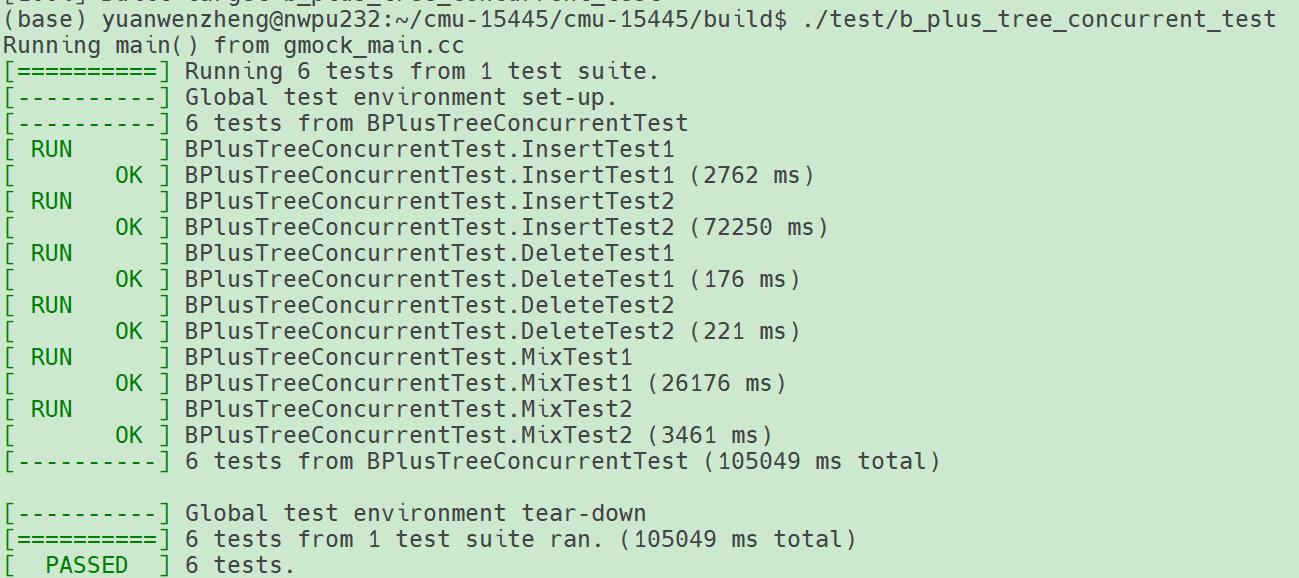 (base) yuanwenzheng@nwpu232:~/cmu-15445/cmu-15445/build$ ./test/b_plus_tree_concurrent_test
Running main() from gmock_main.cc
[==========] Running 6 tests from 1 test suite.
[----------] Global test environment set-up.
[----------] 6 tests from BPlusTreeConcurrentTest
[ RUN      ] BPlusTreeConcurrentTest.InsertTest1
[       OK ] BPlusTreeConcurrentTest.InsertTest1 (2762 ms)
[ RUN      ] BPlusTreeConcurrentTest.InsertTest2
[       OK ] BPlusTreeConcurrentTest.InsertTest2 (72250 ms)
[ RUN      ] BPlusTreeConcurrentTest.DeleteTest1
[       OK ] BPlusTreeConcurrentTest.DeleteTest1 (176 ms)
[ RUN      ] BPlusTreeConcurrentTest.DeleteTest2
[       OK ] BPlusTreeConcurrentTest.DeleteTest2 (221 ms)
[ RUN      ] BPlusTreeConcurrentTest.MixTest1
[       OK ] BPlusTreeConcurrentTest.MixTest1 (26176 ms)
[ RUN      ] BPlusTreeConcurrentTest.MixTest2
[       OK ] BPlusTreeConcurrentTest.MixTest2 (3461 ms)
[----------] 6 tests from BPlusTreeConcurrentTest (105049 ms total)
[----------] Global test environment tear-down
[==========] 6 tests from 1 test suite ran. (105049 ms total)
[  PASSED  ] 6 tests.